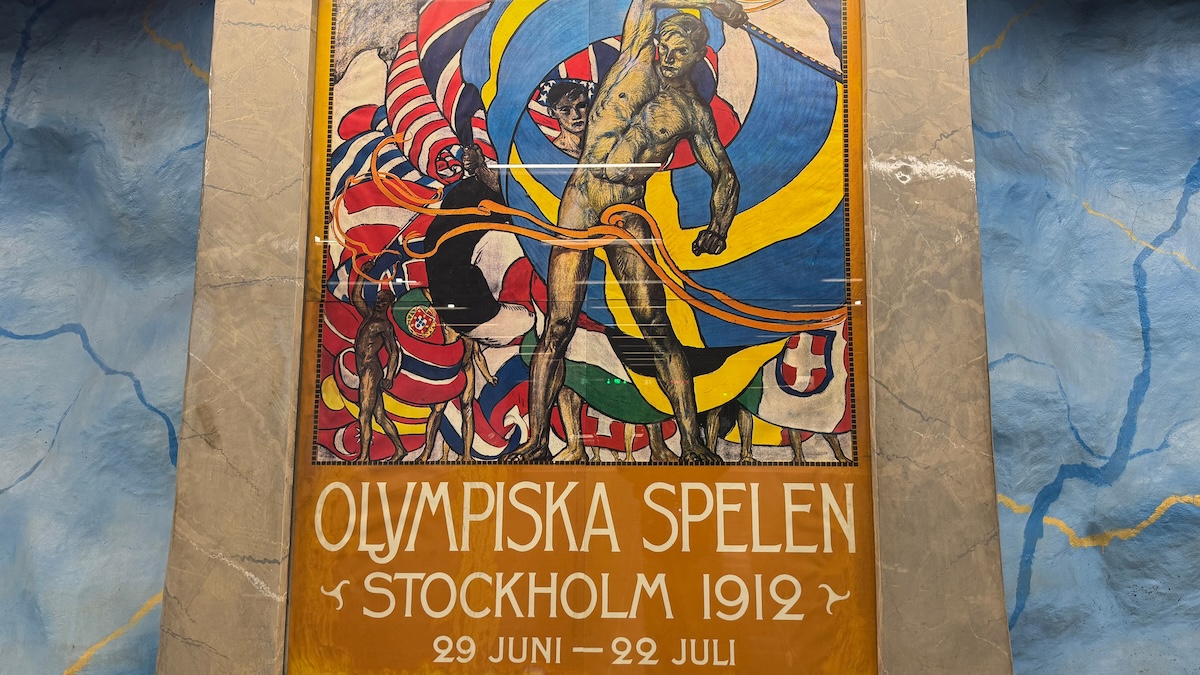 OLYMPISKA SPELEN
STOCKHOLM 1912
29 JUNI — 22 JULI